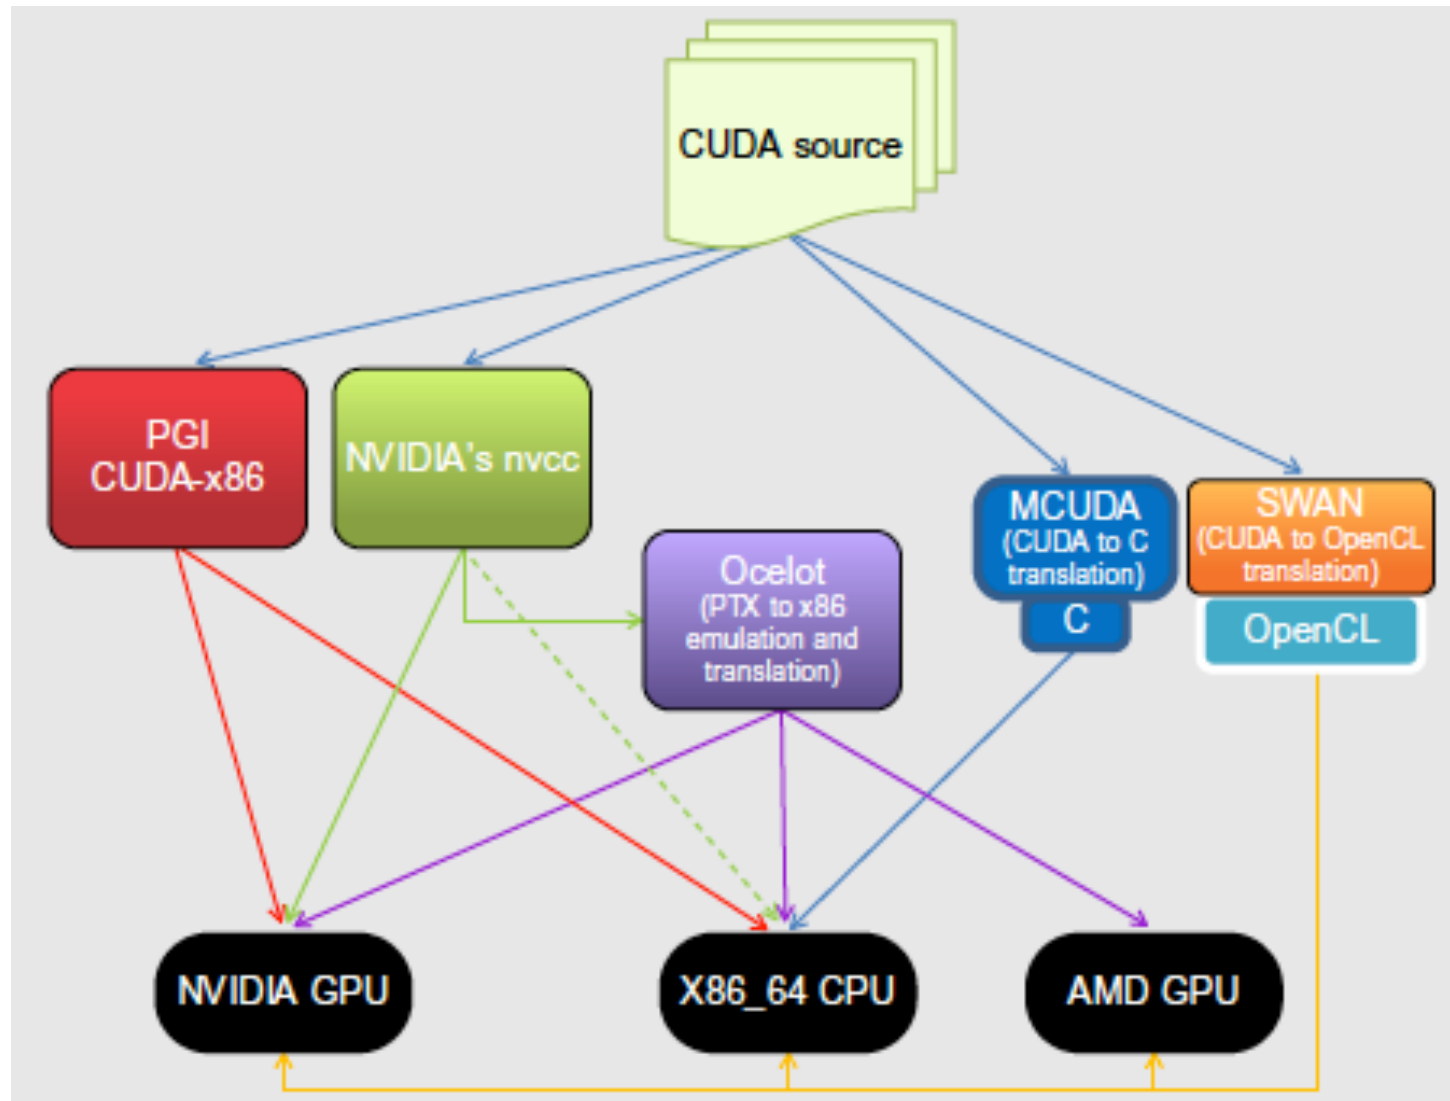 CUDA source
PGI
CUDA-x86
NVIDIA's nvcc
Ocelot
(PTX to x86
emulation and
translation)
MCUDA
(CUDA to C
translation)
C
SWAN
(CUDA to OpenCL
translation)
OpenCL
NVIDIA GPU
X86_64 CPU
AMD GPU